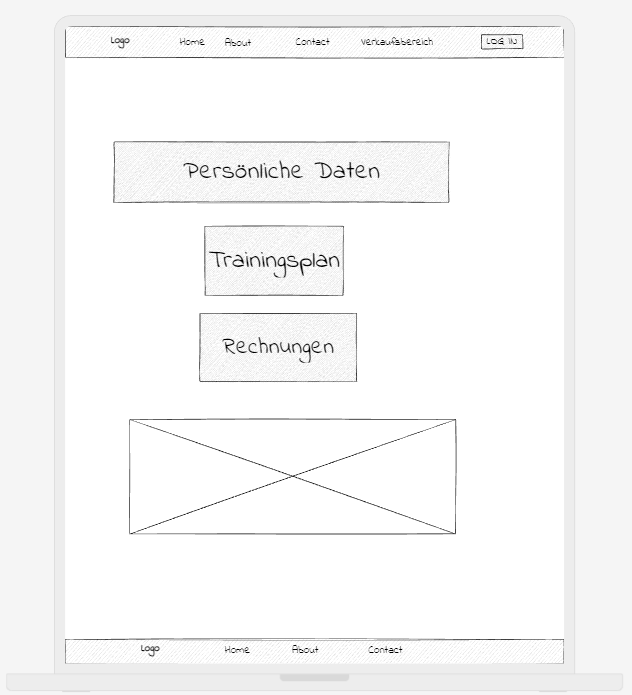 Logo Home About Contact Verkaufsbereich LOG IN
Persönliche Daten
Trainingsplan
Rechnungen
Logo Home About Contact